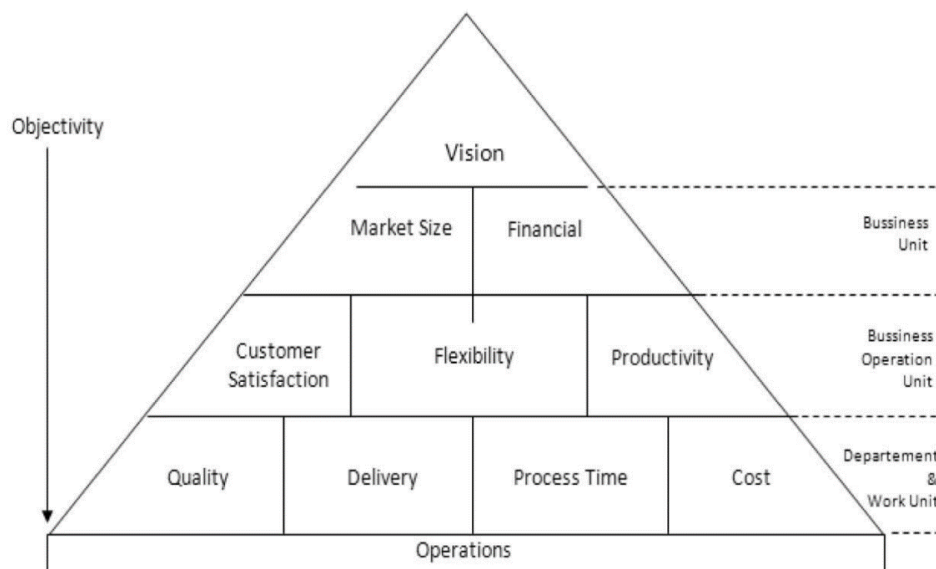 Objectivity
Vision
Market Size
Financial
Bussiness
Unit
Customer
Satisfaction
Flexibility
Productivity
Bussiness
Operation
Unit
Quality
Delivery
Process Time
Cost
Departement
&
Work Unit
Operations